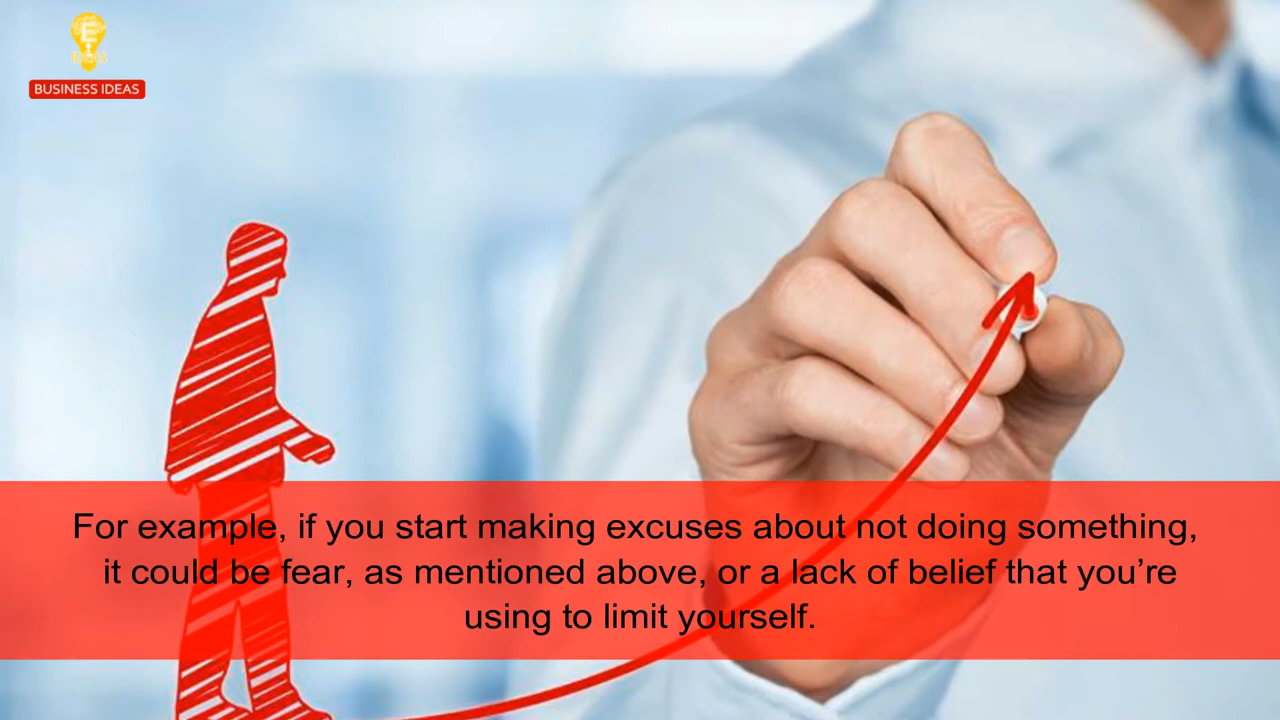 E
IDEAS
BUSINESS IDEAS
For example, if you start making excuses about not doing something,
it could be fear, as mentioned above, or a lack of belief that you’re
using to limit yourself.